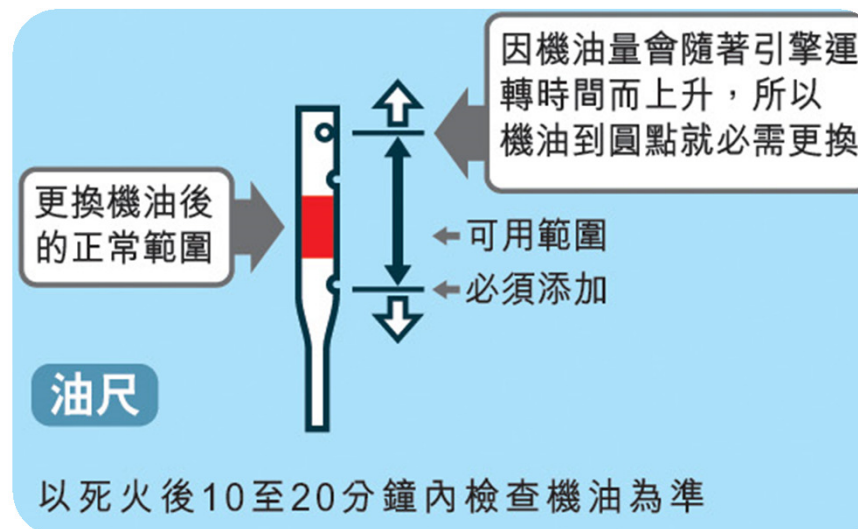 因機油量會隨著引擎運
轉時間而上升，所以
機油到圓點就必需更換
更換機油後
的正常範圍
可用範圍
必須添加
油尺
以死火後10至20分鐘內檢查機油為準